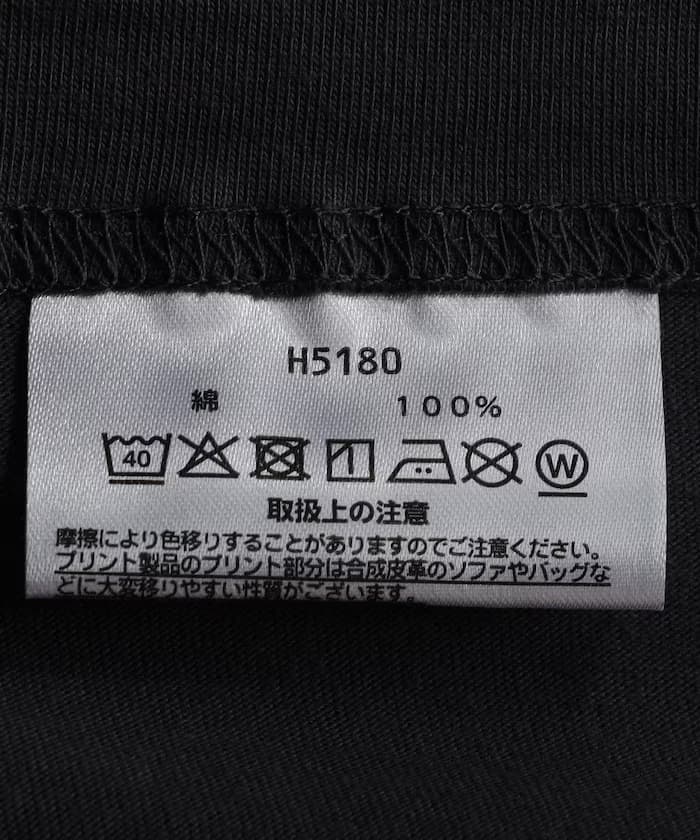 H5180
綿 100%
40 W
取扱上の注意
摩擦により色移りすることがありますのでご注意ください。
プリント製品のプリント部分は合成皮革のソファやバッグな
どに大変移りやすい性質がございます。